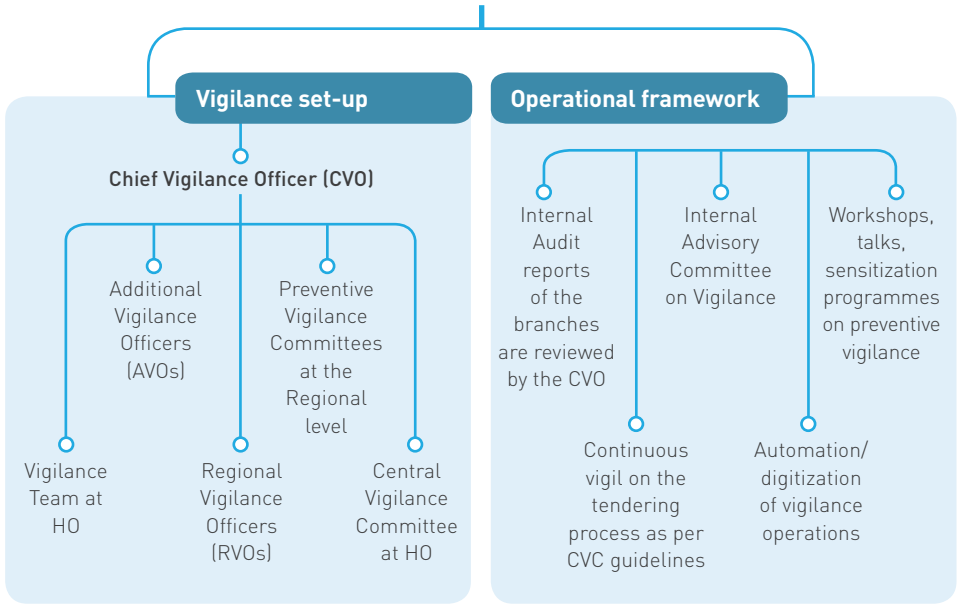 Vigilance set-up
Chief Vigilance Officer (CVO)
Vigilance
Team at
HO
Additional
Vigilance
Officers
(AVOs)
Regional
Vigilance
Officers
(RVOs)
Preventive
Vigilance
Committees
at the
Regional
level
Central
Vigilance
Committee
at HO
Operational framework
Internal
Audit
reports
of the
branches
are reviewed
by the CVO
Continuous
vigil on the
tendering
process as per
CVC guidelines
Internal
Advisory
Committee
on Vigilance
Automation/
digitization
of vigilance
operations
Workshops,
talks,
sensitization
programmes
on preventive
vigilance